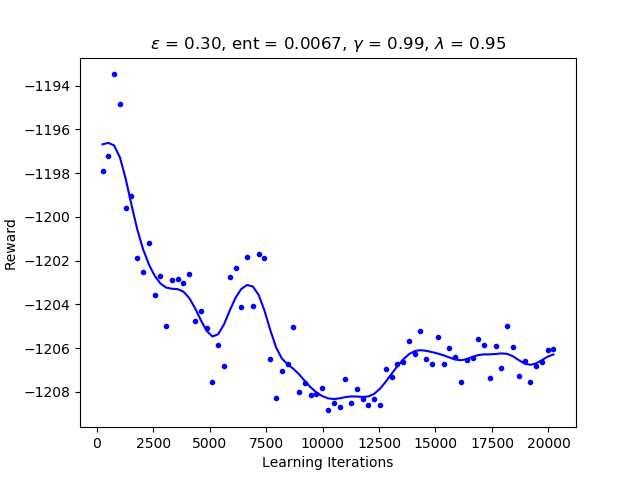 ε = 0.30, ent = 0.0067, γ = 0.99, λ = 0.95
−1194
−1196
−1198
−1200
−1202
−1204
−1206
−1208
Reward
0 2500 5000 7500 10000 12500 15000 17500 20000
Learning Iterations